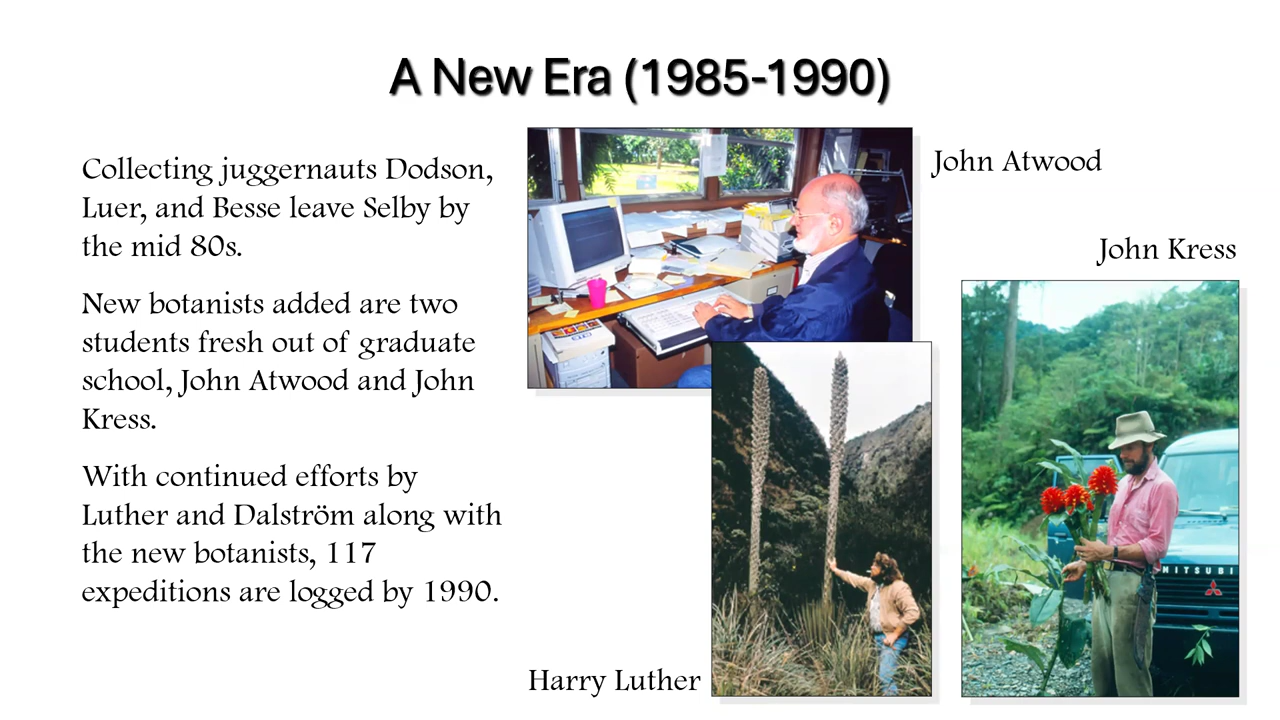 A New Era (1985-1990)
Collecting juggernauts Dodson,
Luer, and Besse leave Selby by
the mid 80s.
New botanists added are two
students fresh out of graduate
school, John Atwood and John
Kress.
With continued efforts by
Luther and Dalström along with
the new botanists, 117
expeditions are logged by 1990.
John Atwood
John Kress
MITSUBI
Harry Luther